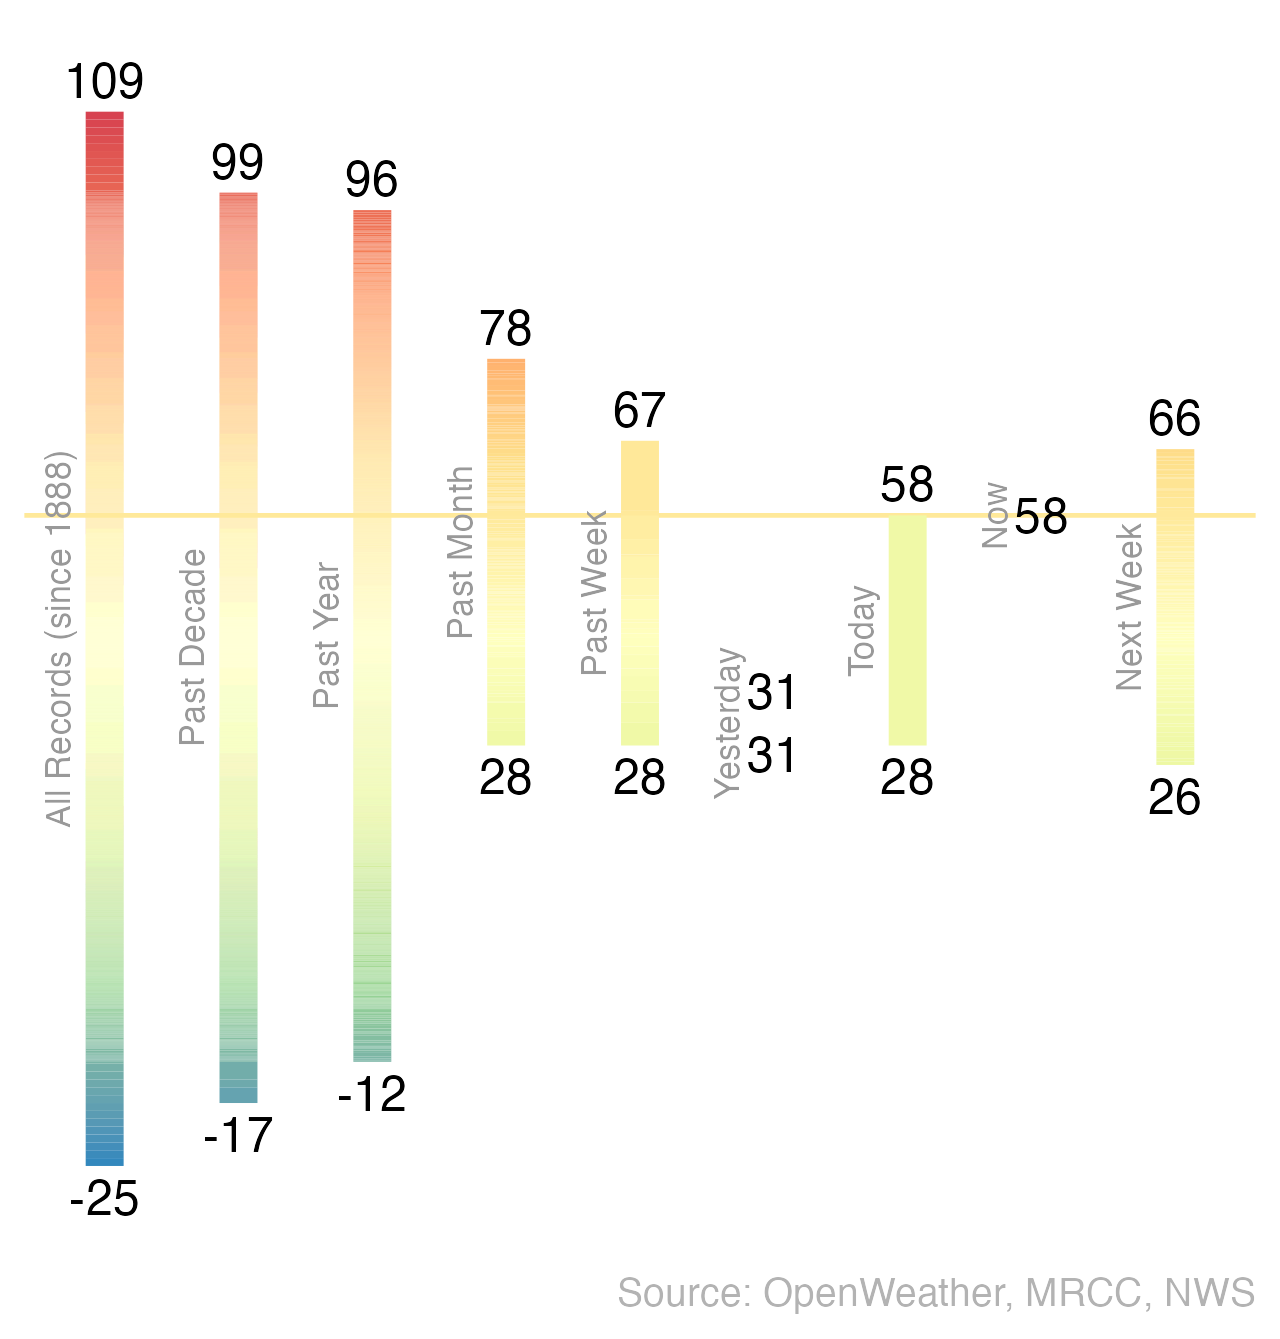 109
All Records (since 1888)
-25
99
Past Decade
-17
96
Past Year
-12
78
Past Month
28
67
Past Week
28
Yesterday
31
31
58
Today
28
Now
58
66
Next Week
26
Source: OpenWeather, MRCC, NWS